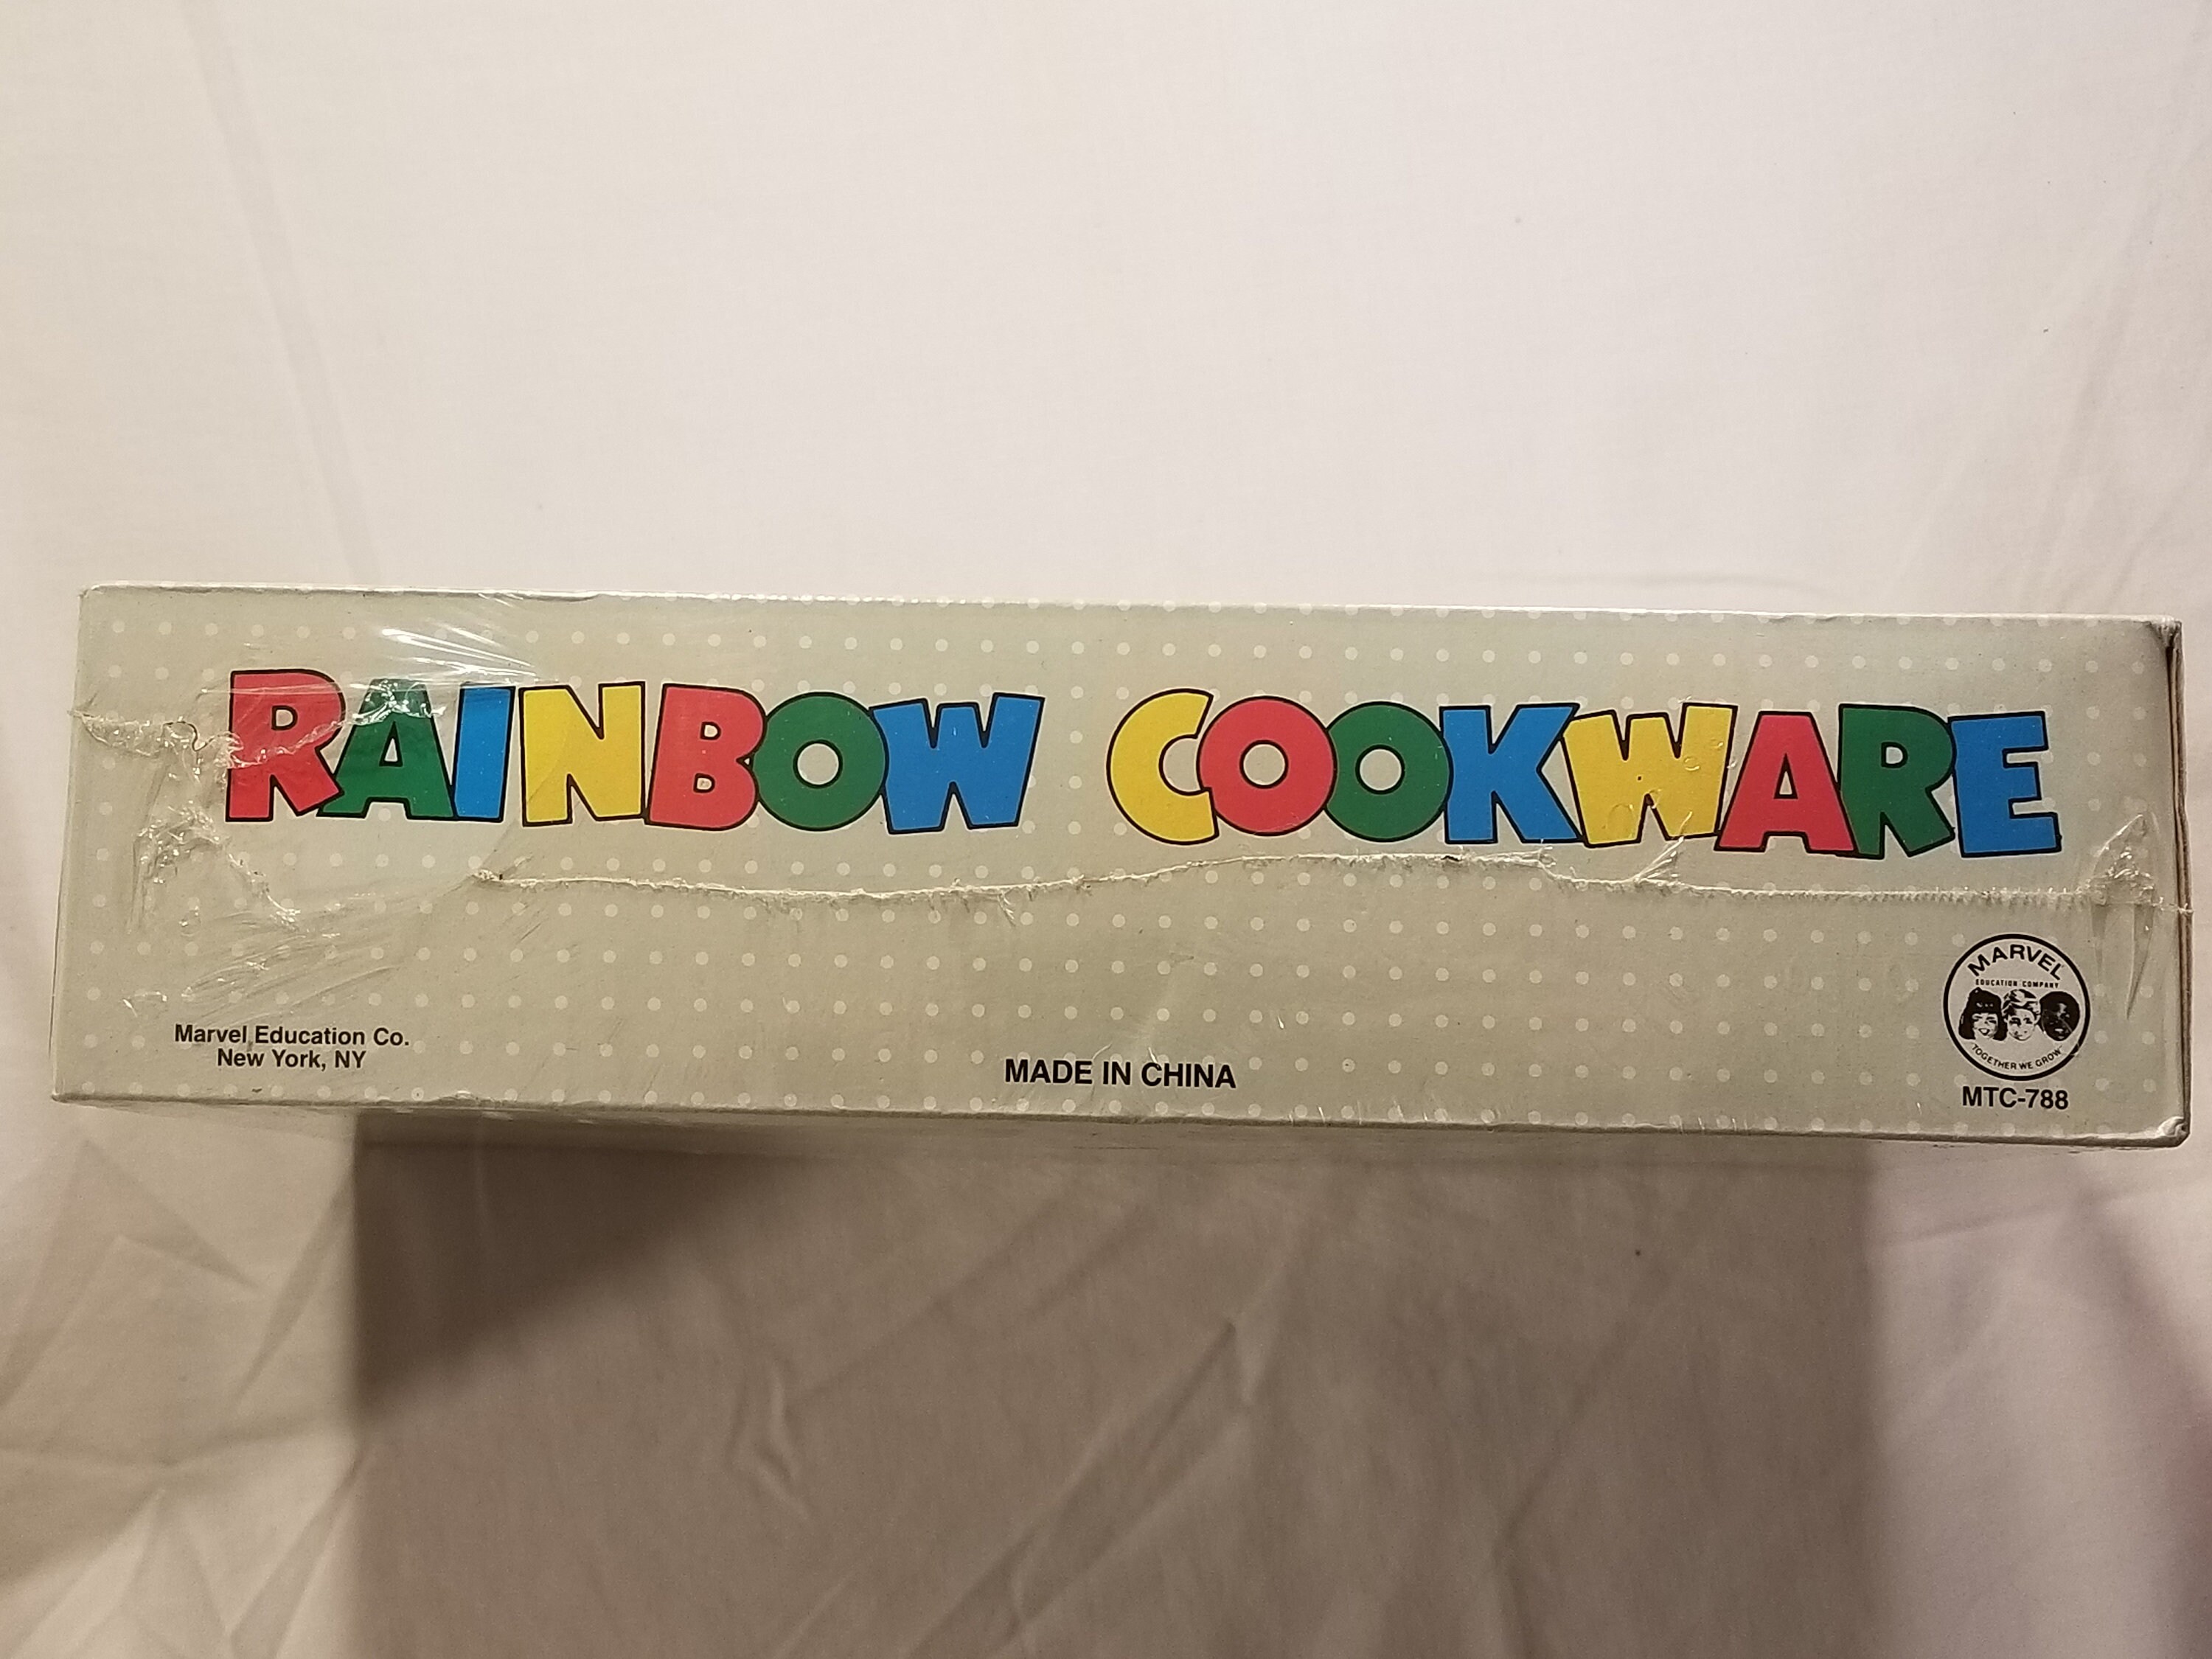 RAINBOW COOKWARE
MARVEL
EDUCATION COMPANY
TOGETHER WE GROW
Marvel Education Co.
New York, NY
MADE IN CHINA
MTC-788